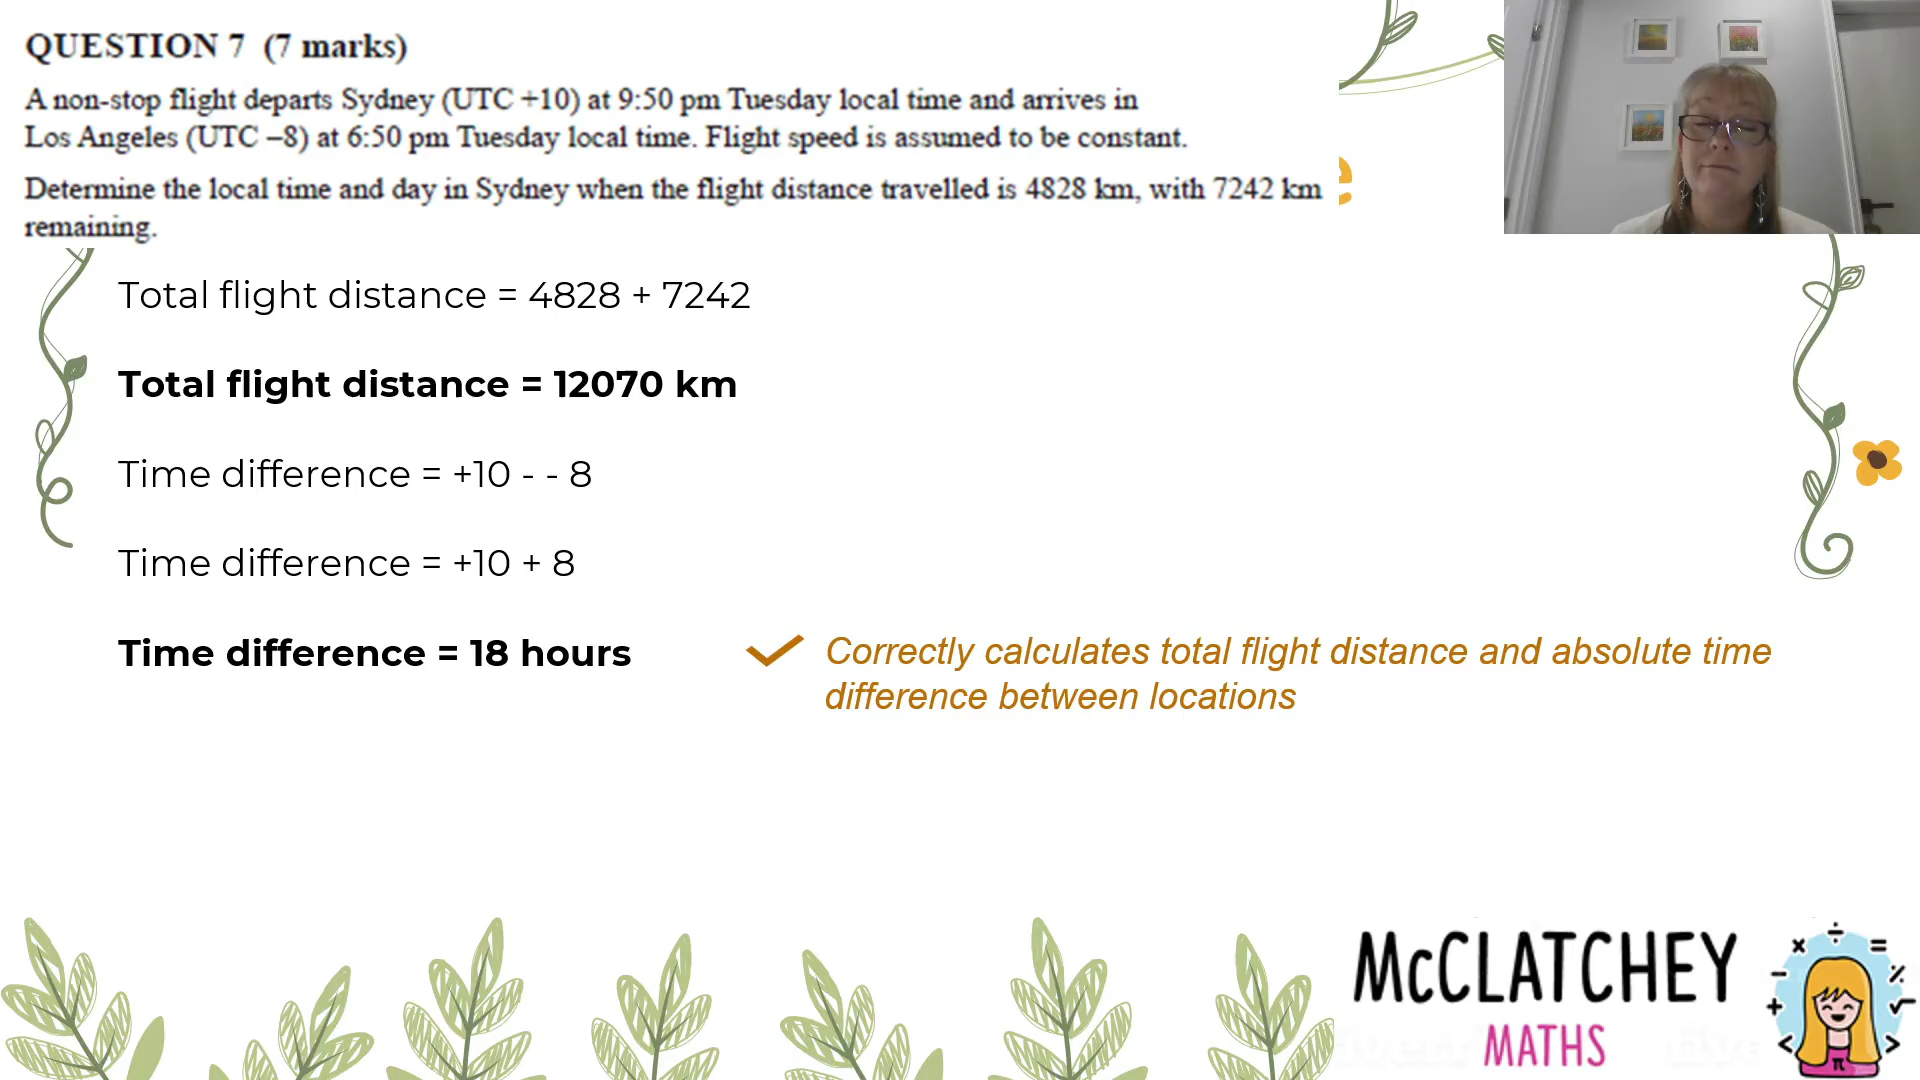 QUESTION 7 (7 marks)
A non-stop flight departs Sydney (UTC +10) at 9:50 pm Tuesday local time and arrives in
Los Angeles (UTC –8) at 6:50 pm Tuesday local time. Flight speed is assumed to be constant.
Determine the local time and day in Sydney when the flight distance travelled is 4828 km, with 7242 km
remaining.
Total flight distance = 4828 + 7242
Total flight distance = 12070 km
Time difference = +10 - - 8
Time difference = +10 + 8
Time difference = 18 hours
Correctly calculates total flight distance and absolute time
difference between locations
McCLATCHEY
MATHS